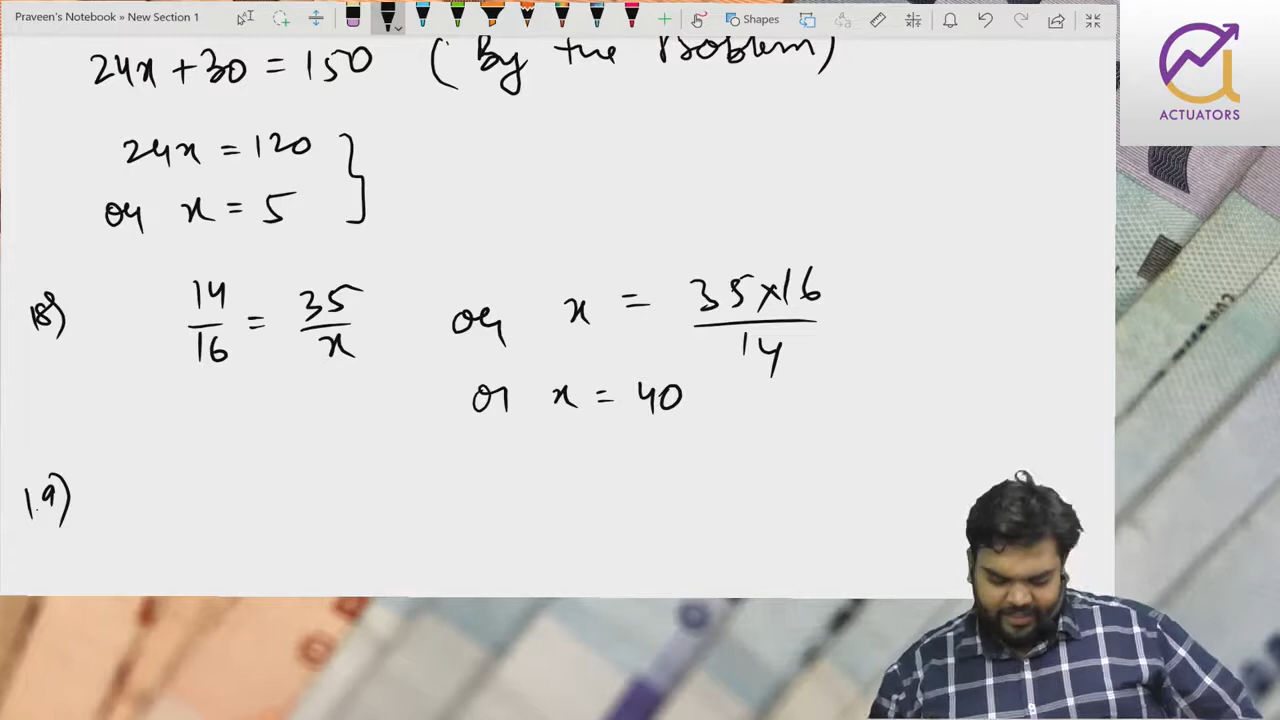 Praveen's Notebook » New Section 1
Shapes
ACTUATORS
24x + 30 = 150 (By the Problem)
24x = 120
or x = 5
18) 14/16 = 35/x or x = 35×16/14
or x = 40
19)